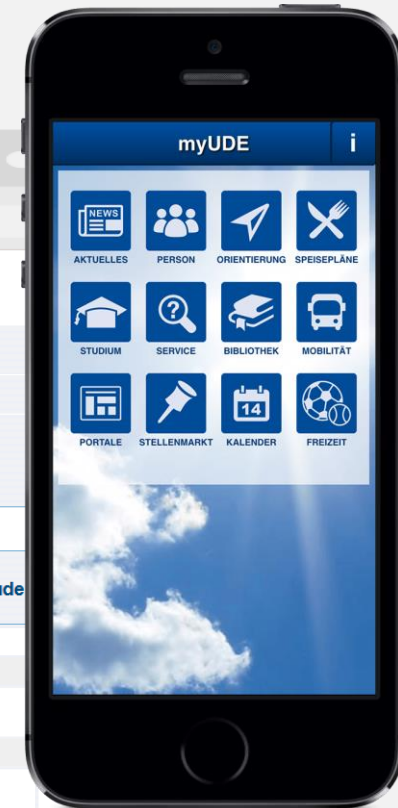 myUDE i
NEWS
AKTUELLES PERSON ORIENTIERUNG SPEISEPLÄNE
STUDIUM SERVICE BIBLIOTHEK MOBILITÄT
14
PORTALE STELLENMARKT KALENDER FREIZEIT
ude